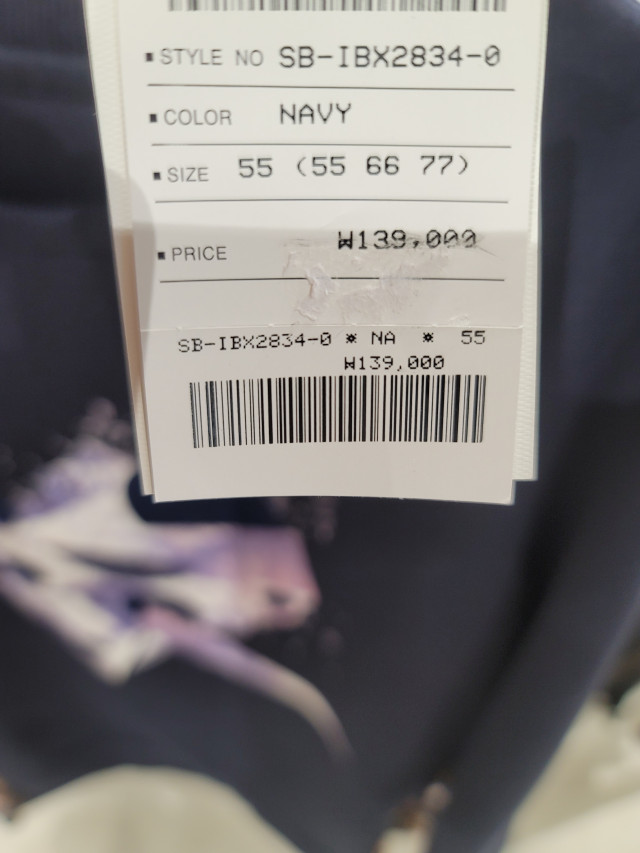 ▪ STYLE NO SB-IBX2834-0
▪ COLOR NAVY
▪ SIZE 55 (55 66 77)
▪ PRICE ₩139,000
SB-IBX2834-0 ※ NA ※ 55
₩139,000